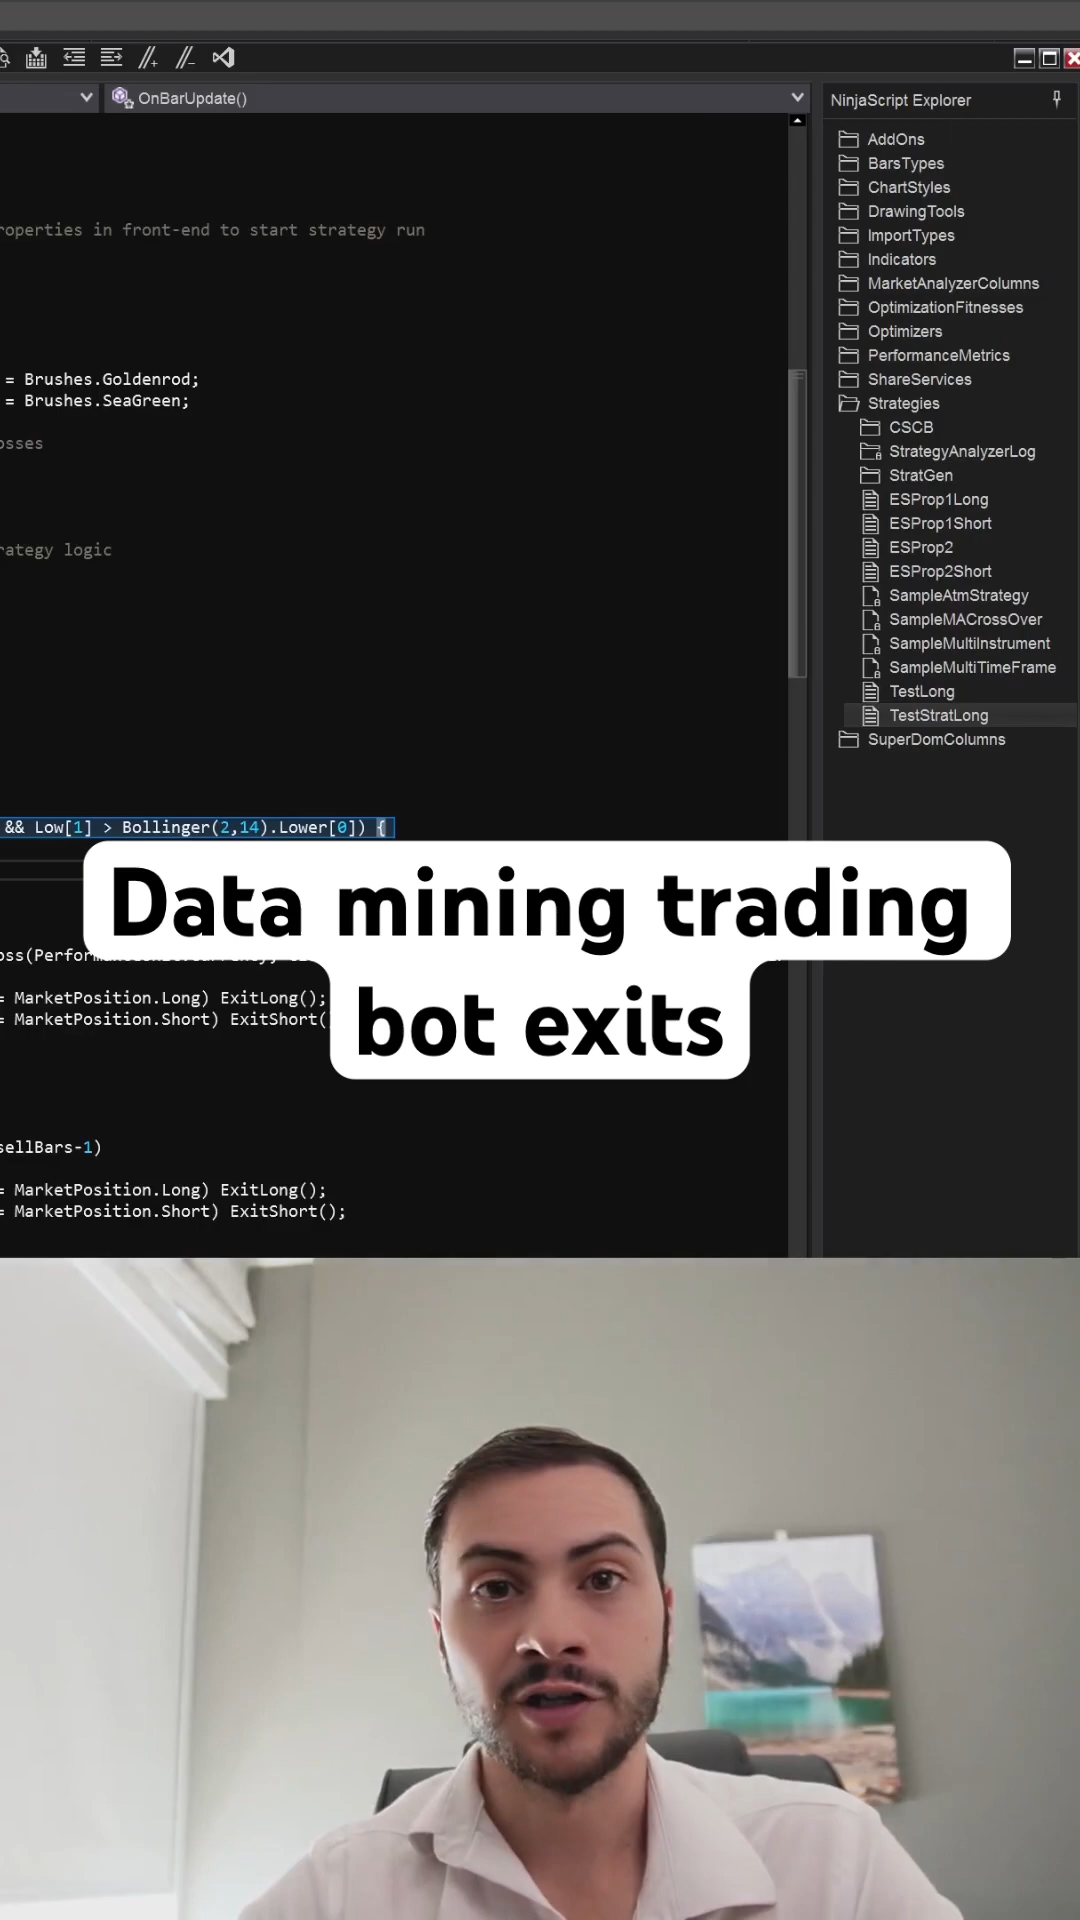 OnBarUpdate()
NinjaScript Explorer
AddOns
BarsTypes
ChartStyles
DrawingTools
ImportTypes
Indicators
MarketAnalyzerColumns
OptimizationFitnesses
Optimizers
PerformanceMetrics
ShareServices
Strategies
CSCB
StrategyAnalyzerLog
StratGen
ESProp1Long
ESProp1Short
ESProp2
ESProp2Short
SampleAtmStrategy
SampleMACrossOver
SampleMultiInstrument
SampleMultiTimeFrame
TestLong
TestStratLong
SuperDomColumns
roperties in front-end to start strategy run
= Brushes.Goldenrod;
= Brushes.SeaGreen;
osses
rategy logic
&& Low[1] > Bollinger(2,14).Lower[0]) {
Data mining trading
bot exits
= MarketPosition.Long) ExitLong();
= MarketPosition.Short) ExitShort(
sellBars-1)
= MarketPosition.Long) ExitLong();
= MarketPosition.Short) ExitShort();